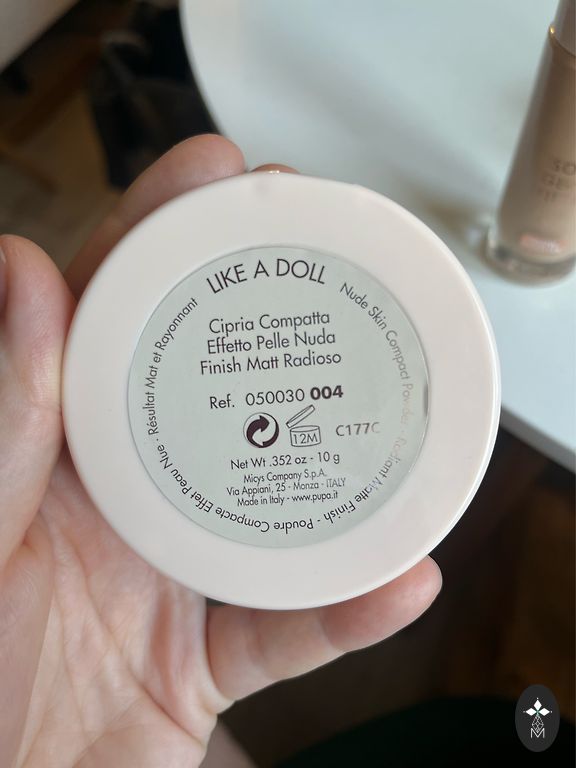 LIKE A DOLL
Cipria Compatta
Effetto Pelle Nuda
Finish Matt Radioso
Ref. 050030 004
12M
C177C
Net Wt .352 oz - 10 g
Micys Company S.p.A.
Via Appiani, 25 - Monza - ITALY
Made in Italy - www.pupa.it
Nude Skin Compact Powder - Radiant Matte Finish - Poudre Compacte Effet Peau Nue - Résultat Mat et Rayonnant
M